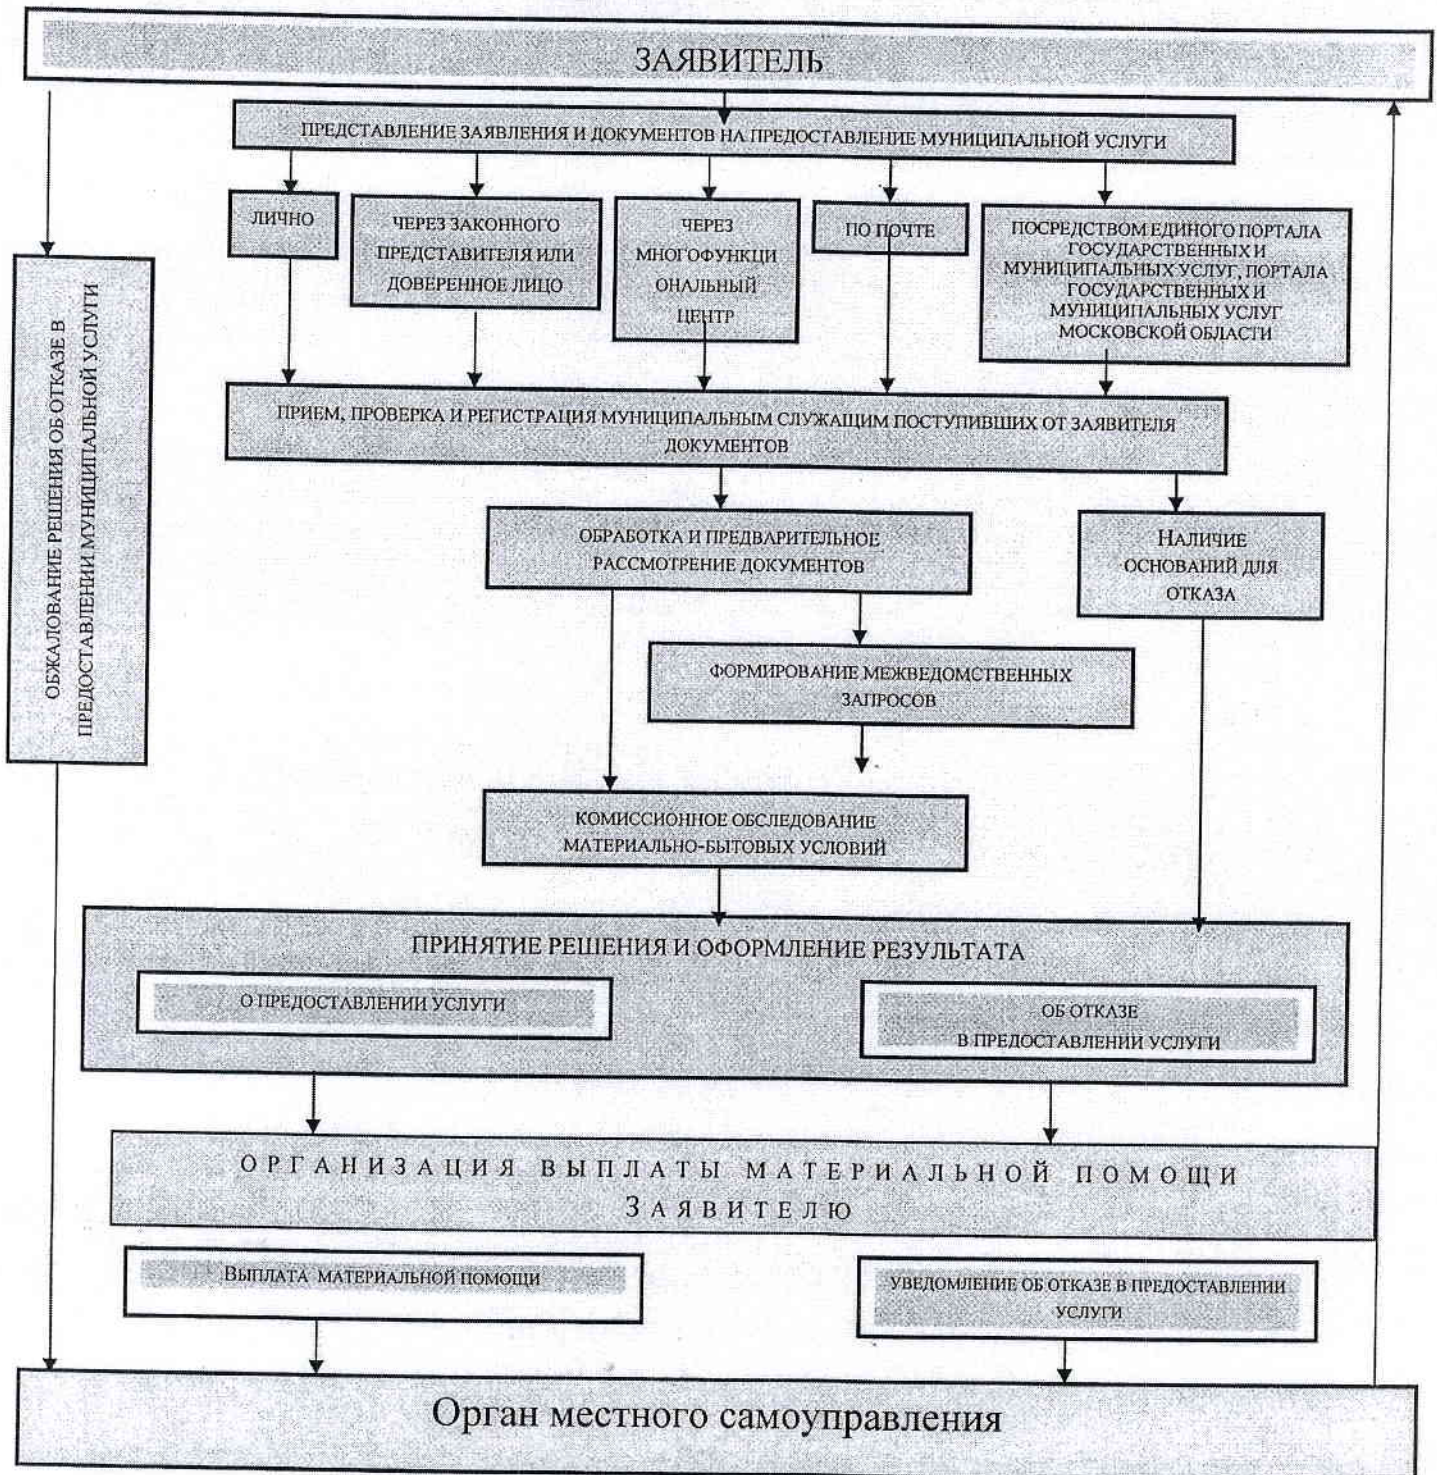 ЗАЯВИТЕЛЬ
ПРЕДСТАВЛЕНИЕ ЗАЯВЛЕНИЯ И ДОКУМЕНТОВ НА ПРЕДОСТАВЛЕНИЕ МУНИЦИПАЛЬНОЙ УСЛУГИ
ЛИЧНО
ЧЕРЕЗ ЗАКОННОГО
ПРЕДСТАВИТЕЛЯ ИЛИ
ДОВЕРЕННОЕ ЛИЦО
ЧЕРЕЗ
МНОГОФУНКЦИ
ОНАЛЬНЫЙ
ЦЕНТР
ПО ПОЧТЕ
ПОСРЕДСТВОМ ЕДИНОГО ПОРТАЛА
ГОСУДАРСТВЕННЫХ И
МУНИЦИПАЛЬНЫХ УСЛУГ, ПОРТАЛА
ГОСУДАРСТВЕННЫХ И
МУНИЦИПАЛЬНЫХ УСЛУГ
МОСКОВСКОЙ ОБЛАСТИ
ОБЖАЛОВАНИЕ РЕШЕНИЯ ОБ ОТКАЗЕ В
ПРЕДОСТАВЛЕНИИ МУНИЦИПАЛЬНОЙ УСЛУГИ
ПРИЕМ, ПРОВЕРКА И РЕГИСТРАЦИЯ МУНИЦИПАЛЬНЫМ СЛУЖАЩИМ ПОСТУПИВШИХ ОТ ЗАЯВИТЕЛЯ
ДОКУМЕНТОВ
ОБРАБОТКА И ПРЕДВАРИТЕЛЬНОЕ
РАССМОТРЕНИЕ ДОКУМЕНТОВ
НАЛИЧИЕ
ОСНОВАНИЙ ДЛЯ
ОТКАЗА
ФОРМИРОВАНИЕ МЕЖВЕДОМСТВЕННЫХ
ЗАПРОСОВ
КОМИССИОННОЕ ОБСЛЕДОВАНИЕ
МАТЕРИАЛЬНО-БЫТОВЫХ УСЛОВИЙ
ПРИНЯТИЕ РЕШЕНИЯ И ОФОРМЛЕНИЕ РЕЗУЛЬТАТА
О ПРЕДОСТАВЛЕНИИ УСЛУГИ
ОБ ОТКАЗЕ
В ПРЕДОСТАВЛЕНИИ УСЛУГИ
ОРГАНИЗАЦИЯ ВЫПЛАТЫ МАТЕРИАЛЬНОЙ ПОМОЩИ
ЗАЯВИТЕЛЮ
ВЫПЛАТА МАТЕРИАЛЬНОЙ ПОМОЩИ
УВЕДОМЛЕНИЕ ОБ ОТКАЗЕ В ПРЕДОСТАВЛЕНИИ
УСЛУГИ
Орган местного самоуправления